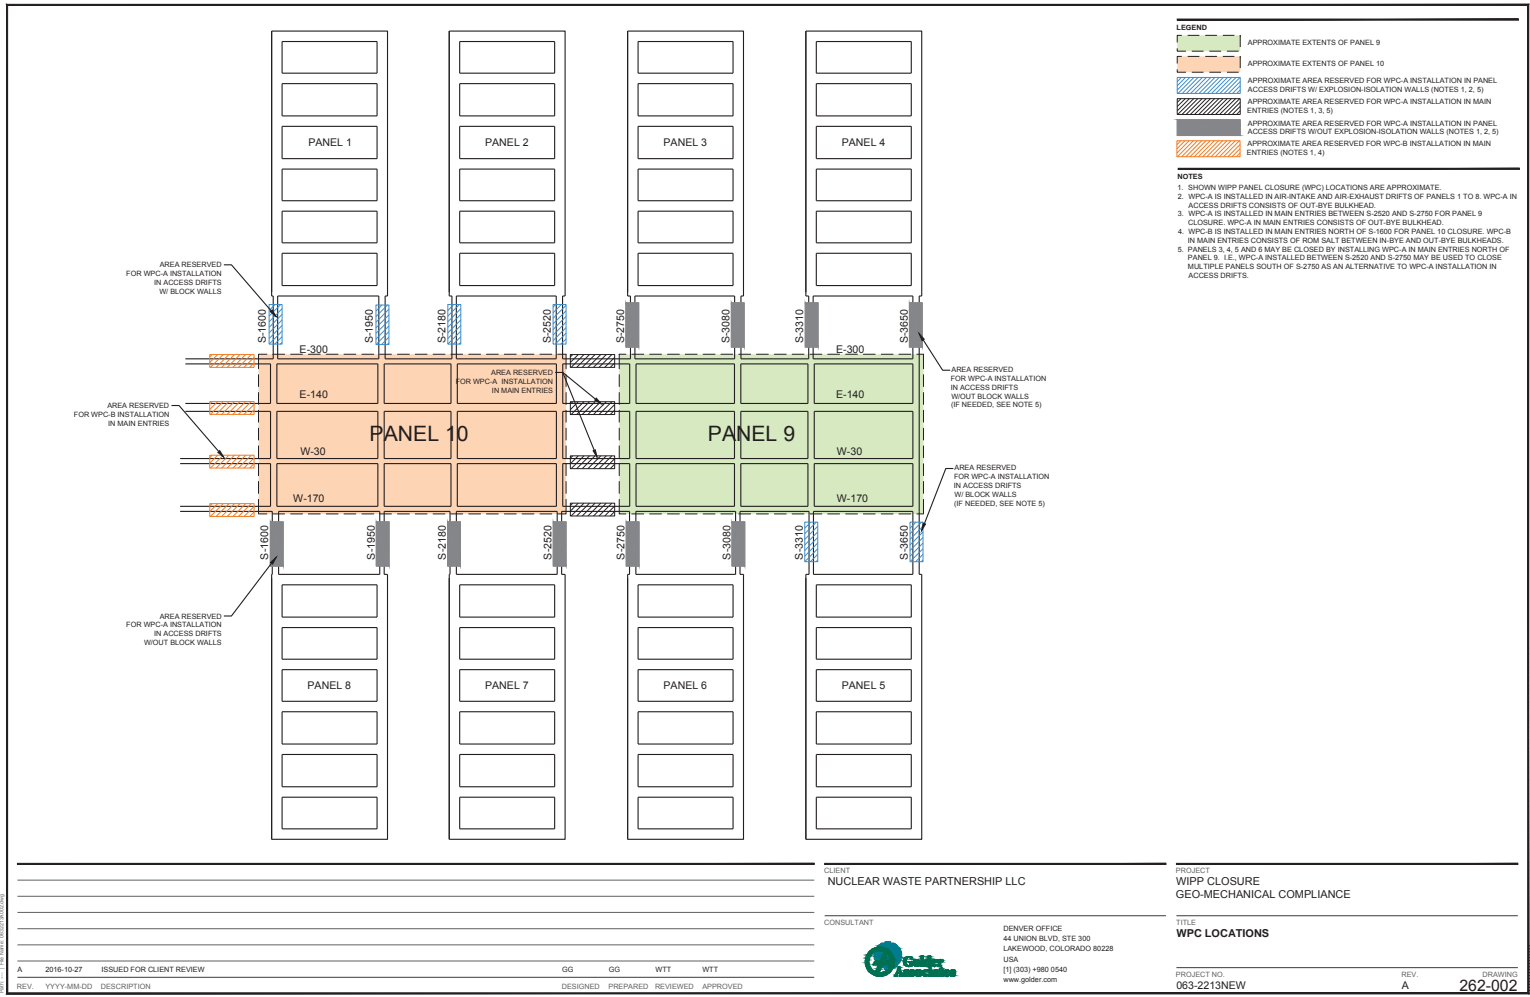 PANEL 1
PANEL 2
PANEL 3
PANEL 4
AREA RESERVED
FOR WPC-A INSTALLATION
IN ACCESS DRIFTS
W/ BLOCK WALLS
S-1600
S-1950
S-2180
S-2520
S-2750
S-3080
S-3310
S-3650
E-300
E-300
AREA RESERVED
FOR WPC-A INSTALLATION
IN MAIN ENTRIES
AREA RESERVED
FOR WPC-A INSTALLATION
IN ACCESS DRIFTS
W/OUT BLOCK WALLS
(IF NEEDED, SEE NOTE 5)
E-140
E-140
AREA RESERVED
FOR WPC-B INSTALLATION
IN MAIN ENTRIES
PANEL 10
PANEL 9
W-30
W-30
AREA RESERVED
FOR WPC-A INSTALLATION
IN ACCESS DRIFTS
W/ BLOCK WALLS
(IF NEEDED, SEE NOTE 5)
W-170
W-170
S-1600
S-1950
S-2180
S-2520
S-2750
S-3080
S-3310
S-3650
AREA RESERVED
FOR WPC-A INSTALLATION
IN ACCESS DRIFTS
W/OUT BLOCK WALLS
PANEL 8
PANEL 7
PANEL 6
PANEL 5
LEGEND
APPROXIMATE EXTENTS OF PANEL 9
APPROXIMATE EXTENTS OF PANEL 10
APPROXIMATE AREA RESERVED FOR WPC-A INSTALLATION IN PANEL
ACCESS DRIFTS W/ EXPLOSION-ISOLATION WALLS (NOTES 1, 2, 5)
APPROXIMATE AREA RESERVED FOR WPC-A INSTALLATION IN MAIN
ENTRIES (NOTES 1, 3, 5)
APPROXIMATE AREA RESERVED FOR WPC-A INSTALLATION IN PANEL
ACCESS DRIFTS W/OUT EXPLOSION-ISOLATION WALLS (NOTES 1, 2, 5)
APPROXIMATE AREA RESERVED FOR WPC-B INSTALLATION IN MAIN
ENTRIES (NOTES 1, 4)
NOTES
1. SHOWN WIPP PANEL CLOSURE (WPC) LOCATIONS ARE APPROXIMATE.
2. WPC-A IS INSTALLED IN AIR-INTAKE AND AIR-EXHAUST DRIFTS OF PANELS 1 TO 8. WPC-A IN
ACCESS DRIFTS CONSISTS OF OUT-BYE BULKHEAD.
3. WPC-A IS INSTALLED IN MAIN ENTRIES BETWEEN S-2520 AND S-2750 FOR PANEL 9
CLOSURE. WPC-A IN MAIN ENTRIES CONSISTS OF OUT-BYE BULKHEAD.
4. WPC-B IS INSTALLED IN MAIN ENTRIES NORTH OF S-1600 FOR PANEL 10 CLOSURE. WPC-B
IN MAIN ENTRIES CONSISTS OF ROM SALT BETWEEN IN-BYE AND OUT-BYE BULKHEADS.
5. PANELS 3, 4, 5 AND 6 MAY BE CLOSED BY INSTALLING WPC-A IN MAIN ENTRIES NORTH OF
PANEL 9. I.E., WPC-A INSTALLED BETWEEN S-2520 AND S-2750 MAY BE USED TO CLOSE
MULTIPLE PANELS SOUTH OF S-2750 AS AN ALTERNATIVE TO WPC-A INSTALLATION IN
ACCESS DRIFTS.
A 2016-10-27 ISSUED FOR CLIENT REVIEW GG GG WTT WTT
REV. YYYY-MM-DD DESCRIPTION DESIGNED PREPARED REVIEWED APPROVED
CLIENT
NUCLEAR WASTE PARTNERSHIP LLC
CONSULTANT
Golder
Associates
DENVER OFFICE
44 UNION BLVD, STE 300
LAKEWOOD, COLORADO 80228
USA
[1] (303) +980 0540
www.golder.com
PROJECT
WIPP CLOSURE
GEO-MECHANICAL COMPLIANCE
TITLE
WPC LOCATIONS
PROJECT NO. REV. DRAWING
063-2213NEW A 262-002